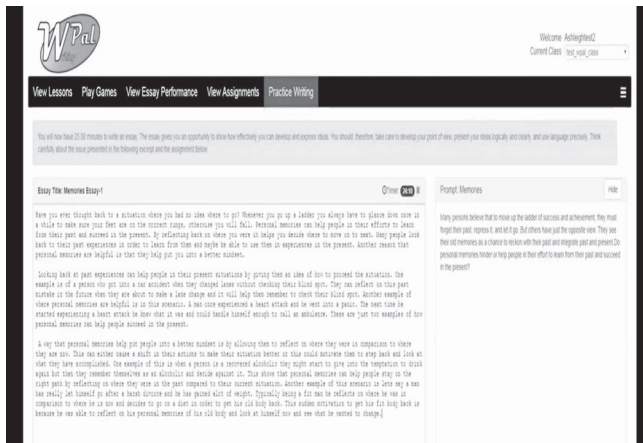 WPal
Writing
Welcome Ashleightest2
Current Class test_wpal_class
View Lessons Play Games View Essay Performance View Assignments Practice Writing
You will now have 25:00 minutes to write an essay. The essay gives you an opportunity to show how effectively you can develop and express ideas. You should, therefore, take care to develop your point of view, present your ideas logically and clearly, and use language precisely. Think
carefully about the issue presented in the following excerpt and the assignment below.
Essay Title: Memories Essay-1
Timer 24:10
Have you ever thought back to a situation where you had no idea where to go? Whenever you go up a ladder you always have to glance down once in
a while to make sure your feet are on the correct rungs, otherwise you will fall. Personal memories can help people in their efforts to learn
from their past and succeed in the present. By reflecting back on where you were it helps you decide where to move on to next. Many people look
back to their past experiences in order to learn from them and maybe be able to use them in experiences in the present. Another reason that
personal memories are helpful is that they help put you into a better mindset.
Looking back at past experiences can help people in their present situations by giving them an idea of how to proceed the situation. One
example is of a person who got into a car accident when they changed lanes without checking their blind spot. They can reflect on this past
mistake in the future when they are about to make a lane change and it will help them remember to check their blind spot. Another example of
where personal memories are helpful is in this scenario. A man once experienced a heart attack and he went into a panic. The next time he
started experiencing a heart attack he knew what it was and could handle himself enough to call an ambulance. These are just two examples of how
personal memories can help people succeed in the present.
A way that personal memories help put people into a better mindset is by allowing them to reflect on where they were in comparison to where
they are now. This can either cause a shift in their actions to make their situation better or this could motivate them to step back and look at
what they have accomplished. One example of this is when a person is a recovered alcoholic they might start to give into the temptation to drink
again but then they remember themselves as an alcoholic and decide against it. This shows that personal memories can help people stay on the
right path by reflecting on where they were in the past compared to their current situation. Another example of this scenario is lets say a man
has really let himself go after a harsh divorce and he has gained alot of weight. Typically being a fit man he reflects on where he was in
comparison to where he is now and decides to go on a diet in order to get his old body back. This sudden motivation to get his fit body back is
because he was able to reflect on his personal memories of his old body and look at himself now and see what he wanted to change.
Prompt: Memories
Hide
Many persons believe that to move up the ladder of success and achievement, they must
forget their past, repress it, and let it go. But others have just the opposite view. They see
their old memories as a chance to reckon with their past and integrate past and present.Do
personal memories hinder or help people in their effort to learn from their past and succeed
in the present?